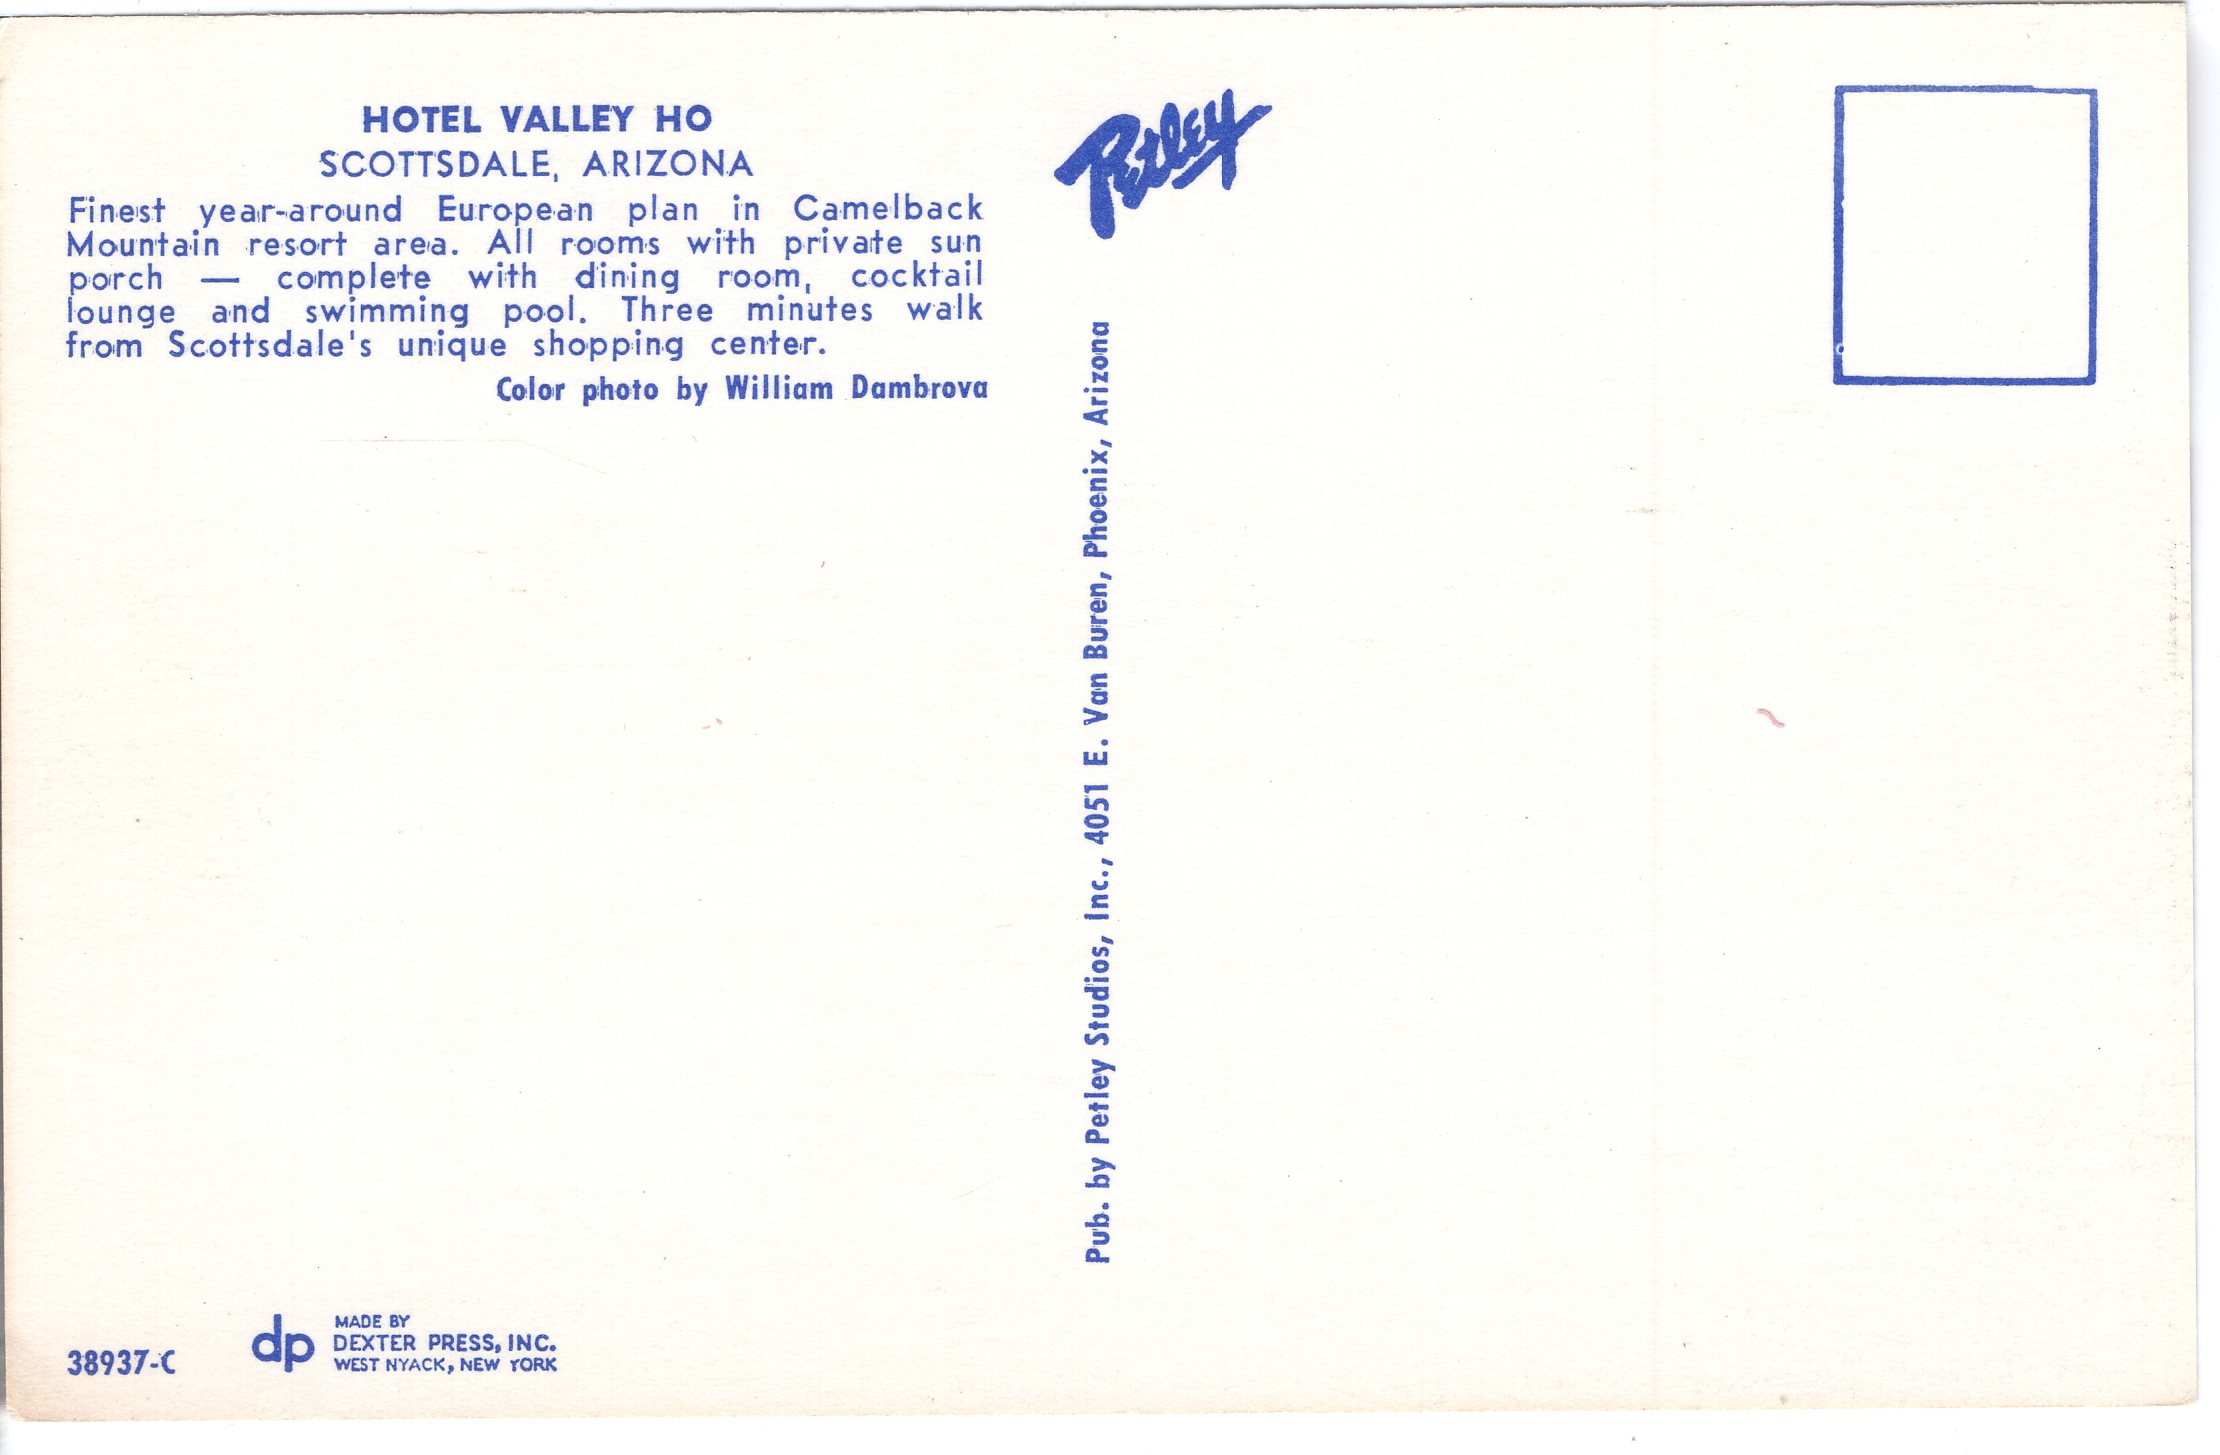 HOTEL VALLEY HO
SCOTTSDALE, ARIZONA
Finest year-around European plan in Camelback
Mountain resort area. All rooms with private sun
porch — complete with dining room, cocktail
lounge and swimming pool. Three minutes walk
from Scottsdale's unique shopping center.
Color photo by William Dambrova
38937-C
dp
MADE BY
DEXTER PRESS, INC.
WEST NYACK, NEW YORK
Petley
Pub. by Petley Studios, Inc., 4051 E. Van Buren, Phoenix, Arizona